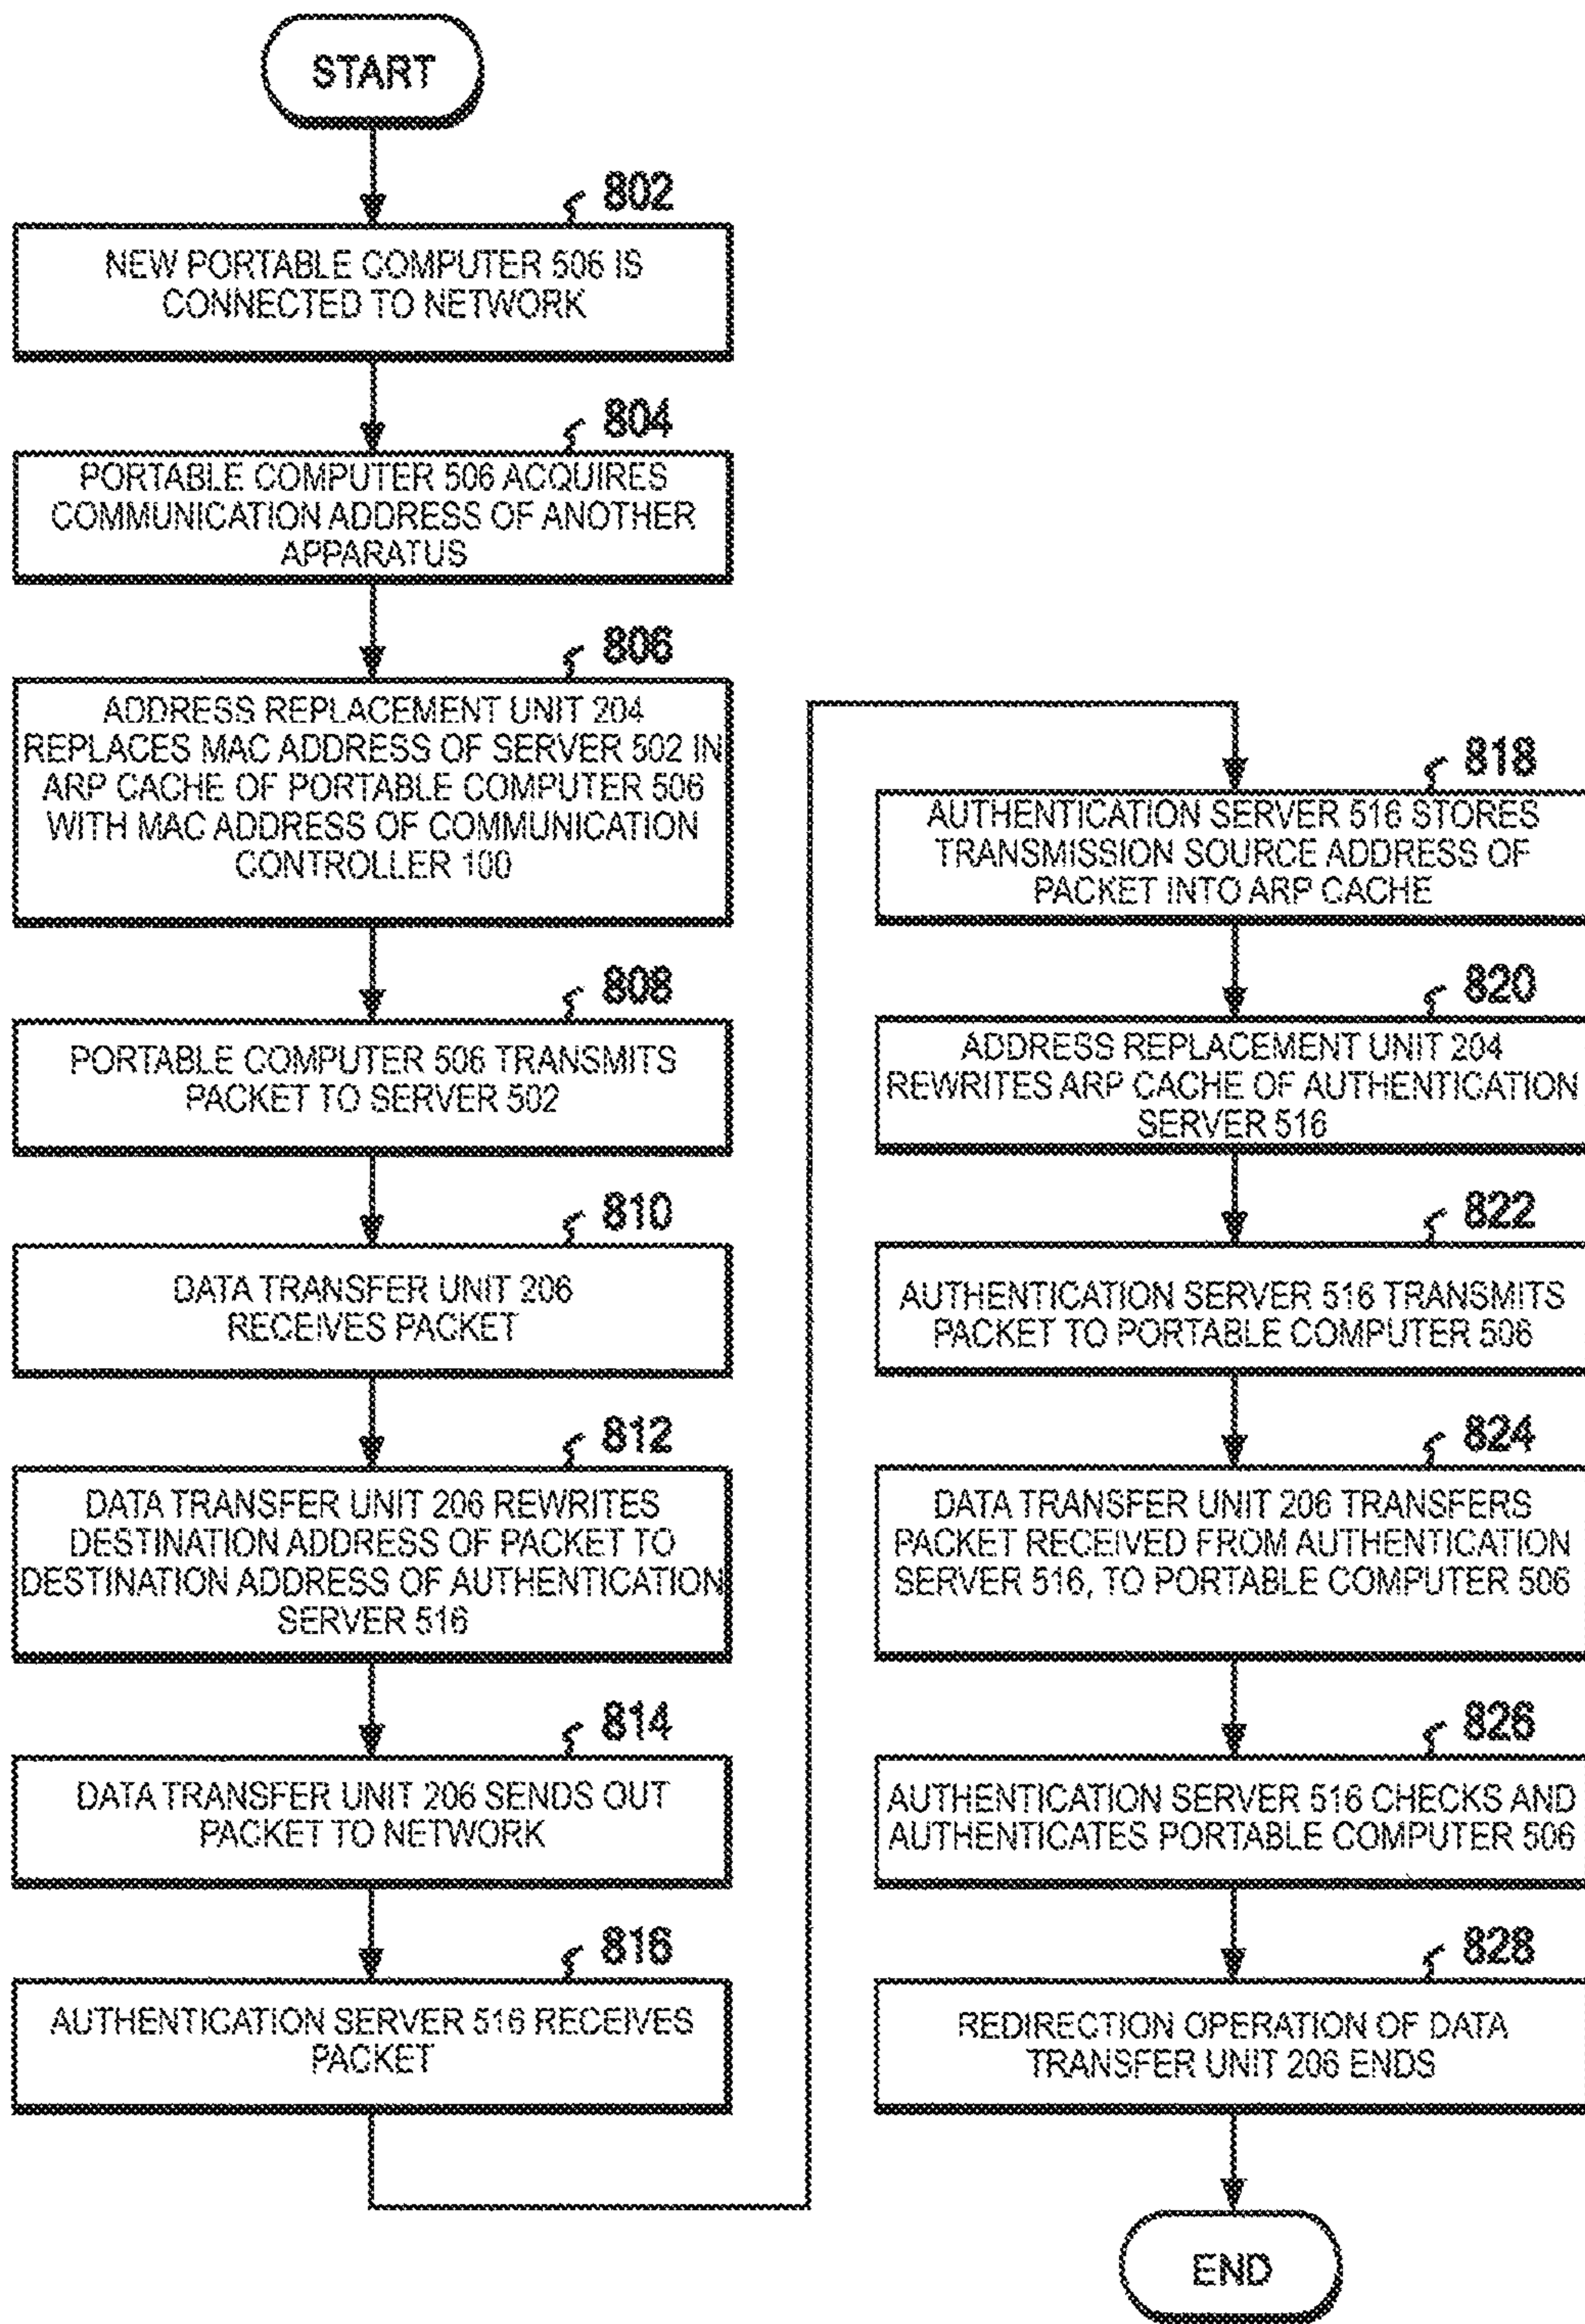 START
802
NEW PORTABLE COMPUTER 506 IS
CONNECTED TO NETWORK
804
PORTABLE COMPUTER 506 ACQUIRES
COMMUNICATION ADDRESS OF ANOTHER
APPARATUS
806
ADDRESS REPLACEMENT UNIT 204
REPLACES MAC ADDRESS OF SERVER 502 IN
ARP CACHE OF PORTABLE COMPUTER 506
WITH MAC ADDRESS OF COMMUNICATION
CONTROLLER 100
808
PORTABLE COMPUTER 506 TRANSMITS
PACKET TO SERVER 502
810
DATA TRANSFER UNIT 206
RECEIVES PACKET
812
DATA TRANSFER UNIT 206 REWRITES
DESTINATION ADDRESS OF PACKET TO
DESTINATION ADDRESS OF AUTHENTICATION
SERVER 516
814
DATA TRANSFER UNIT 206 SENDS OUT
PACKET TO NETWORK
816
AUTHENTICATION SERVER 516 RECEIVES
PACKET
818
AUTHENTICATION SERVER 516 STORES
TRANSMISSION SOURCE ADDRESS OF
PACKET INTO ARP CACHE
820
ADDRESS REPLACEMENT UNIT 204
REWRITES ARP CACHE OF AUTHENTICATION
SERVER 516
822
AUTHENTICATION SERVER 516 TRANSMITS
PACKET TO PORTABLE COMPUTER 506
824
DATA TRANSFER UNIT 206 TRANSFERS
PACKET RECEIVED FROM AUTHENTICATION
SERVER 516, TO PORTABLE COMPUTER 506
826
AUTHENTICATION SERVER 516 CHECKS AND
AUTHENTICATES PORTABLE COMPUTER 506
828
REDIRECTION OPERATION OF DATA
TRANSFER UNIT 206 ENDS
END